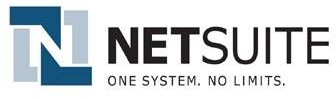 NETSUITE
ONE SYSTEM. NO LIMITS.